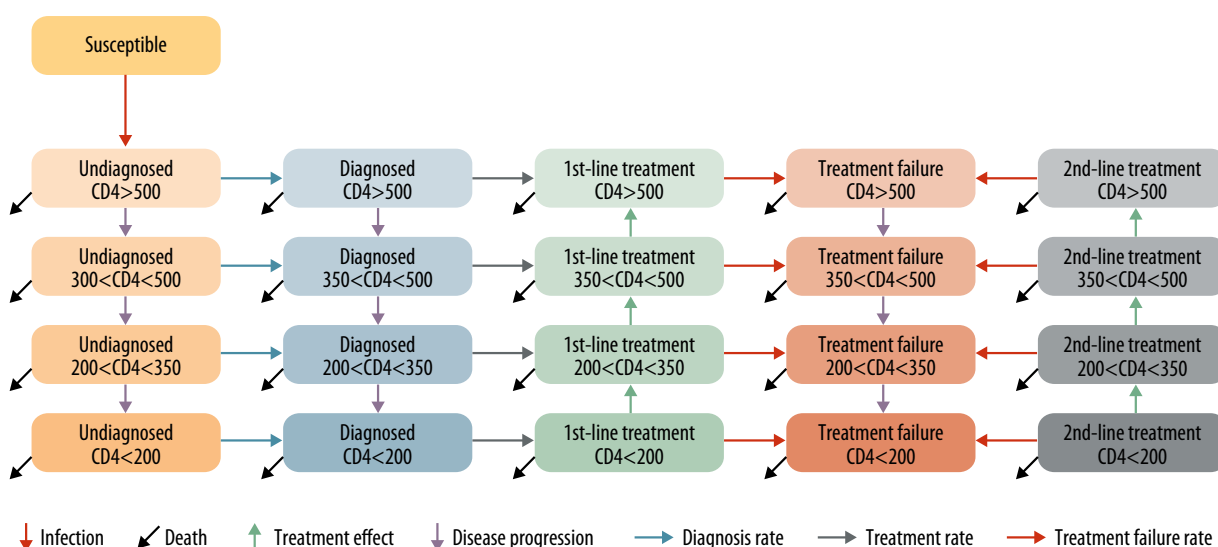 Susceptible
Undiagnosed
CD4>500
Diagnosed
CD4>500
1st-line treatment
CD4>500
Treatment failure
CD4>500
2nd-line treatment
CD4>500
Undiagnosed
300<CD4<500
Diagnosed
350<CD4<500
1st-line treatment
350<CD4<500
Treatment failure
350<CD4<500
2nd-line treatment
350<CD4<500
Undiagnosed
200<CD4<350
Diagnosed
200<CD4<350
1st-line treatment
200<CD4<350
Treatment failure
200<CD4<350
2nd-line treatment
200<CD4<350
Undiagnosed
CD4<200
Diagnosed
CD4<200
1st-line treatment
CD4<200
Treatment failure
CD4<200
2nd-line treatment
CD4<200
Infection
Death
Treatment effect
Disease progression
Diagnosis rate
Treatment rate
Treatment failure rate